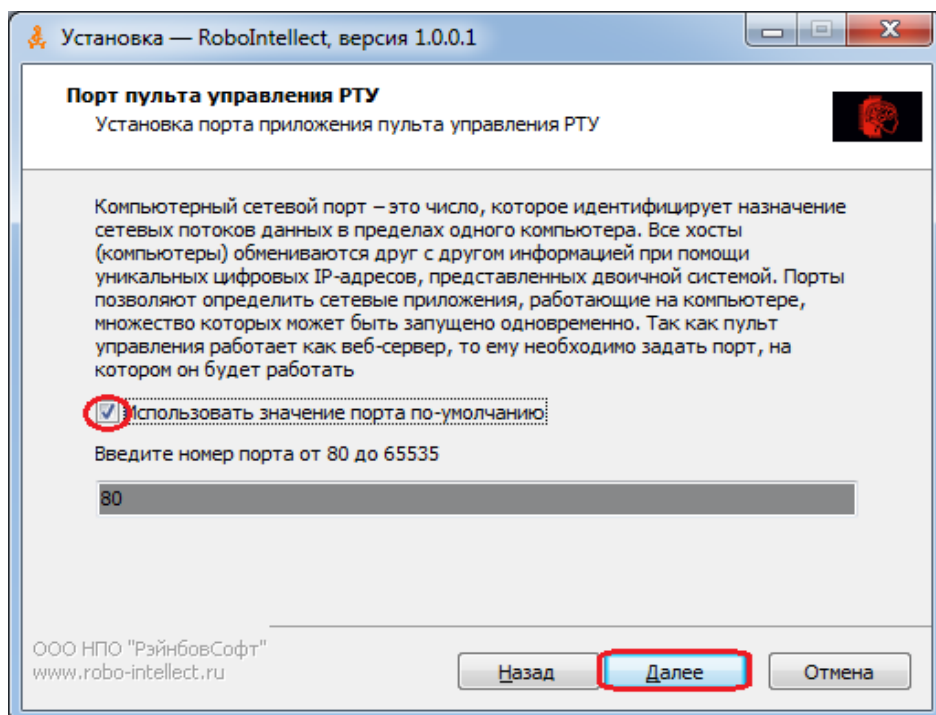 Установка — RoboIntellect, версия 1.0.0.1
Порт пульта управления РТУ
Установка порта приложения пульта управления РТУ
Компьютерный сетевой порт – это число, которое идентифицирует назначение
сетевых потоков данных в пределах одного компьютера. Все хосты
(компьютеры) обмениваются друг с другом информацией при помощи
уникальных цифровых IP-адресов, представленных двоичной системой. Порты
позволяют определить сетевые приложения, работающие на компьютере,
множество которых может быть запущено одновременно. Так как пульт
управления работает как веб-сервер, то ему необходимо задать порт, на
котором он будет работать
Использовать значение порта по-умолчанию
Введите номер порта от 80 до 65535
80
ООО НПО "РэйнбовСофт"
www.robo-intellect.ru
Назад Далее Отмена